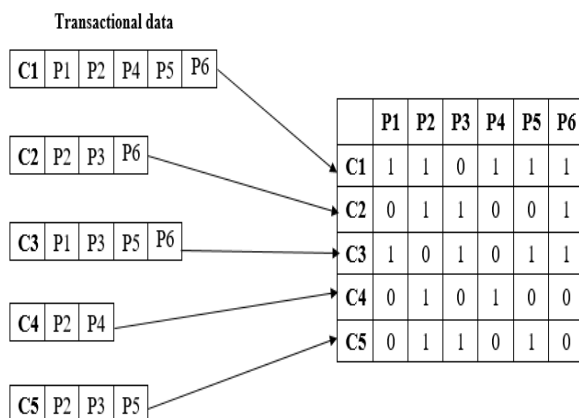 Transactional data
C1 P1 P2 P4 P5 P6
C2 P2 P3 P6
C3 P1 P3 P5 P6
C4 P2 P4
C5 P2 P3 P5
P1 P2 P3 P4 P5 P6
C1 1 1 0 1 1 1
C2 0 1 1 0 0 1
C3 1 0 1 0 1 1
C4 0 1 0 1 0 0
C5 0 1 1 0 1 0